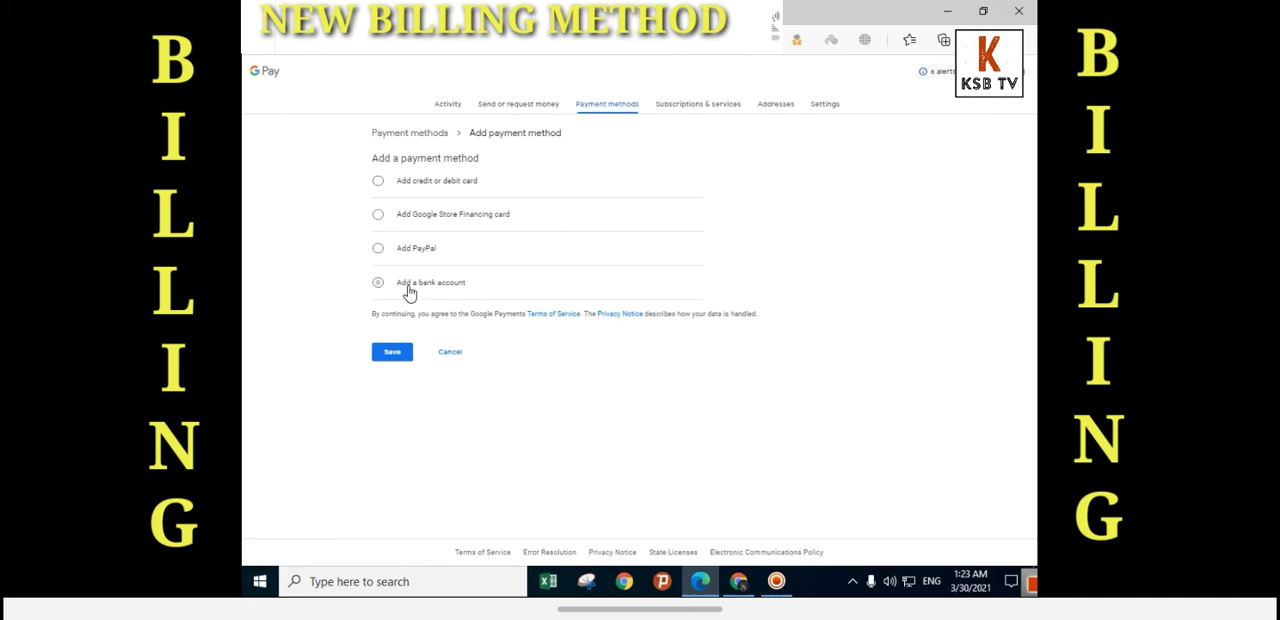 NEW BILLING METHOD
BILLING
BILLING
K
KSB TV
G Pay
6 alerts
Activity Send or request money Payment methods Subscriptions & services Addresses Settings
Payment methods > Add payment method
Add a payment method
Add credit or debit card
Add Google Store Financing card
Add PayPal
Add a bank account
By continuing, you agree to the Google Payments Terms of Service. The Privacy Notice describes how your data is handled.
Save Cancel
Terms of Service Error Resolution Privacy Notice State Licenses Electronic Communications Policy
Type here to search
ENG
1:23 AM
3/30/2021